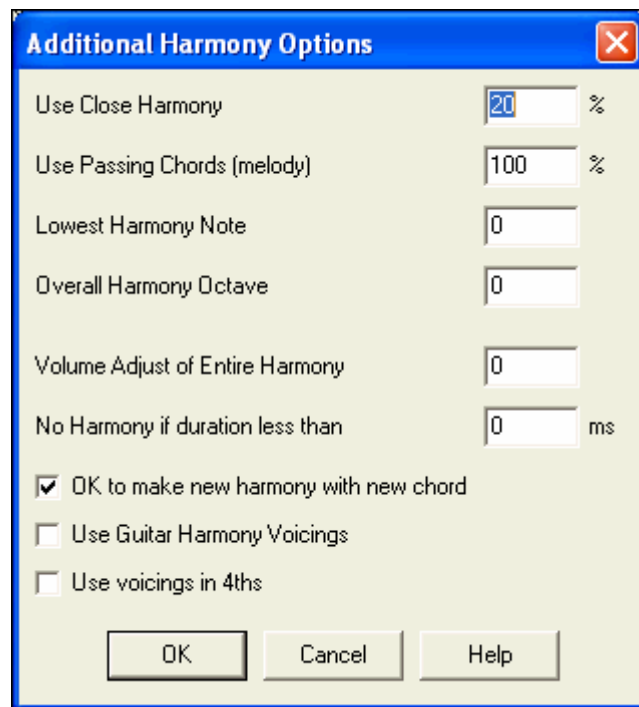 Additional Harmony Options
Use Close Harmony 20 %
Use Passing Chords (melody) 100 %
Lowest Harmony Note 0
Overall Harmony Octave 0
Volume Adjust of Entire Harmony 0
No Harmony if duration less than 0 ms
OK to make new harmony with new chord
Use Guitar Harmony Voicings
Use voicings in 4ths
OK Cancel Help